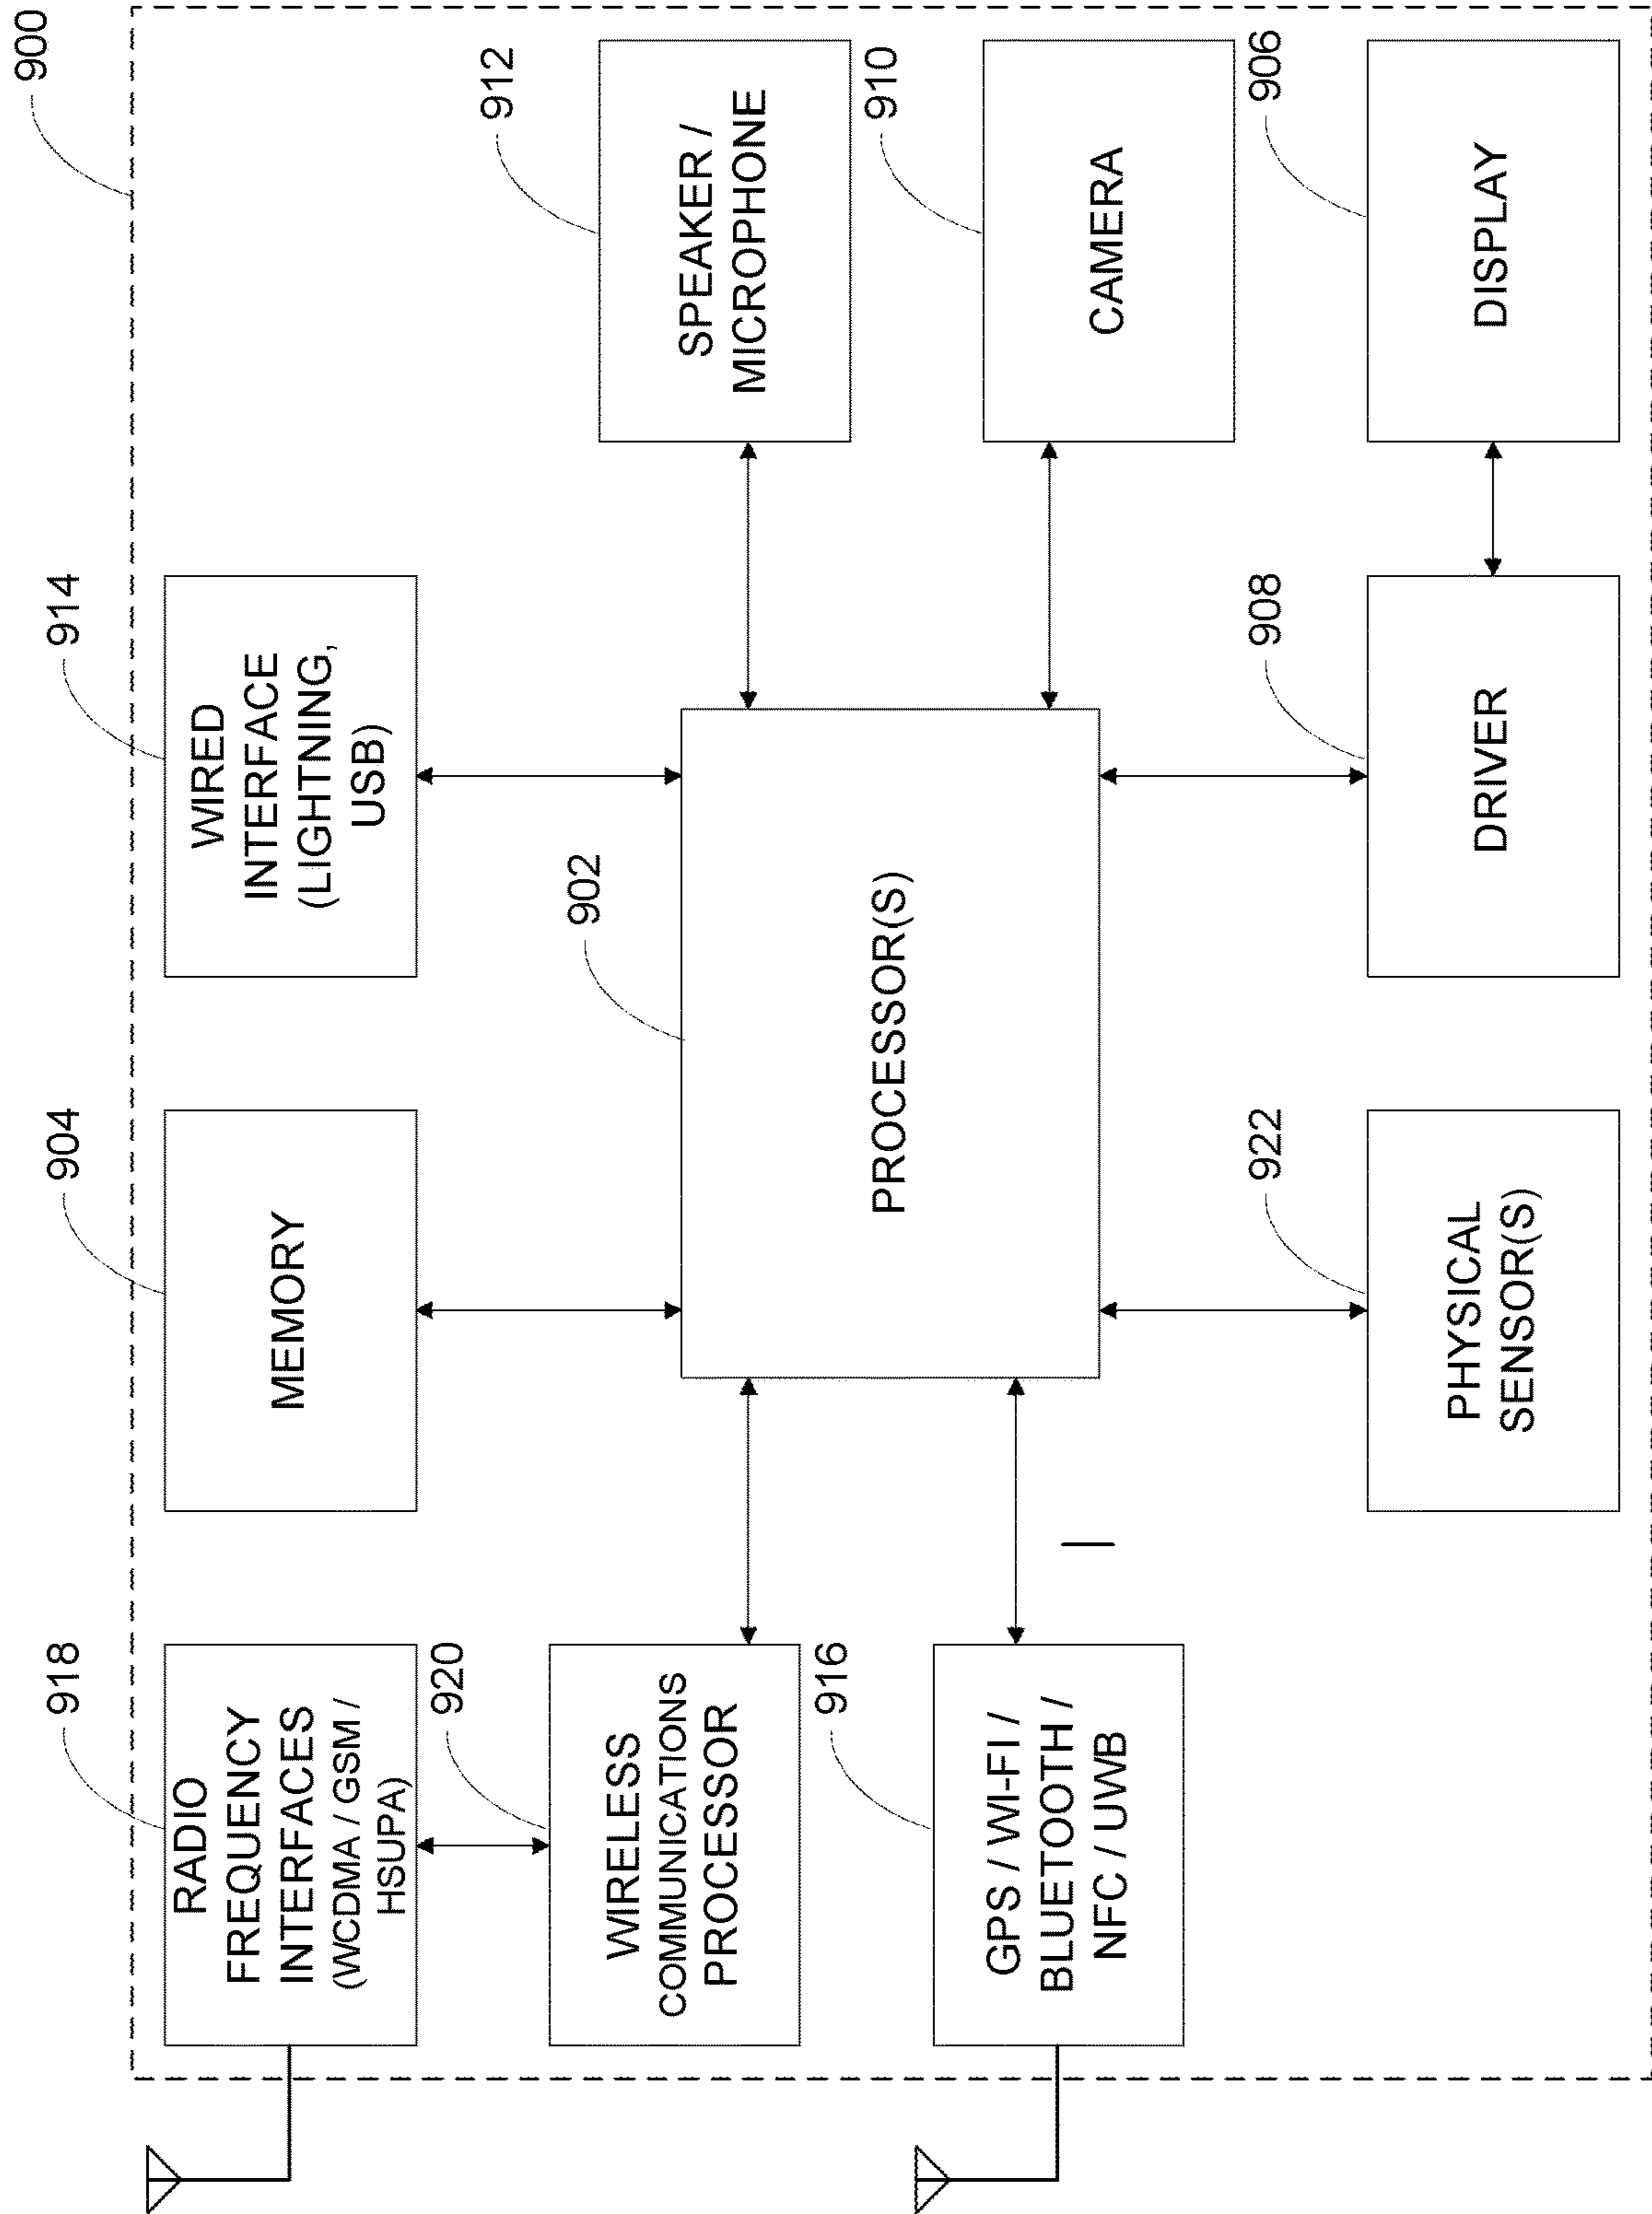 900
918
RADIO
FREQUENCY
INTERFACES
(WCDMA / GSM /
HSUPA)
904
MEMORY
914
WIRED
INTERFACE
(LIGHTNING,
USB)
912
SPEAKER /
MICROPHONE
920
WIRELESS
COMMUNICATIONS
PROCESSOR
902
PROCESSOR(S)
910
CAMERA
916
GPS / WI-FI /
BLUETOOTH /
NFC / UWB
922
PHYSICAL
SENSOR(S)
908
DRIVER
906
DISPLAY